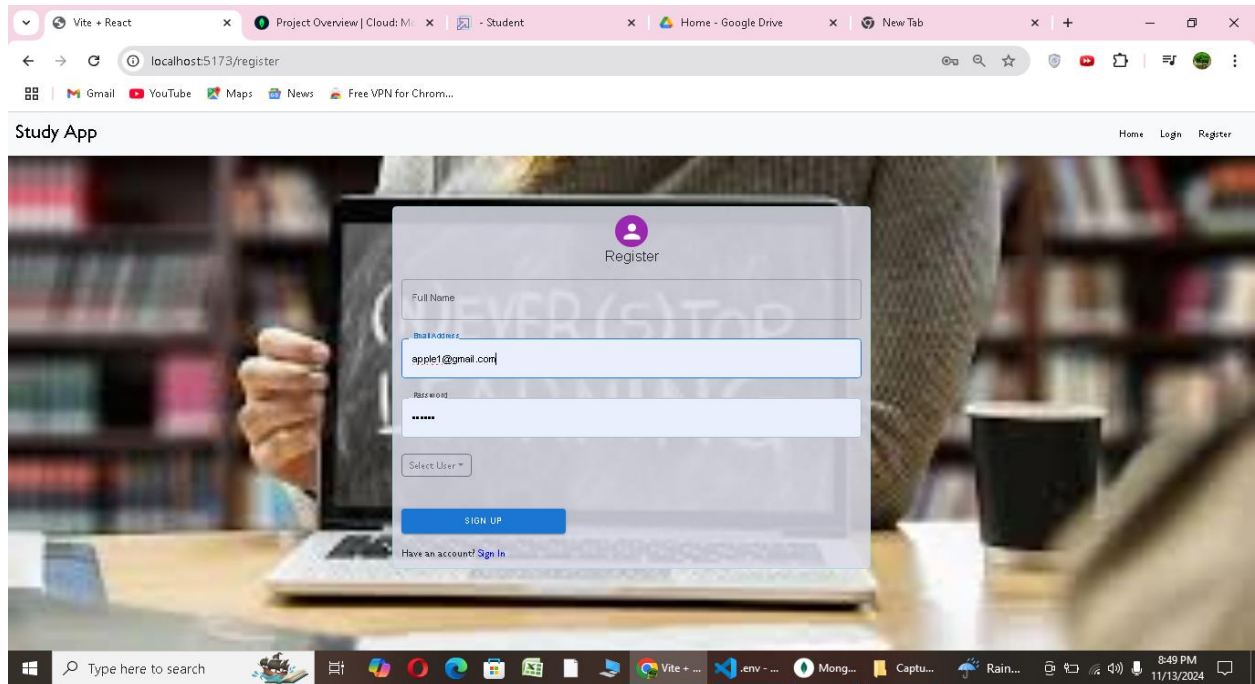 Vite + React
Project Overview | Cloud: Mo
- Student
Home - Google Drive
New Tab
localhost:5173/register
Gmail YouTube Maps News Free VPN for Chrom...
Study App
Home Login Register
Register
Full Name
Email Address
apple1@gmail.com
Password
••••••
Select User
SIGN UP
Have an account? Sign In
Type here to search
Vite + ...
.env - ...
Mong...
Captu...
Rain...
8:49 PM
11/13/2024